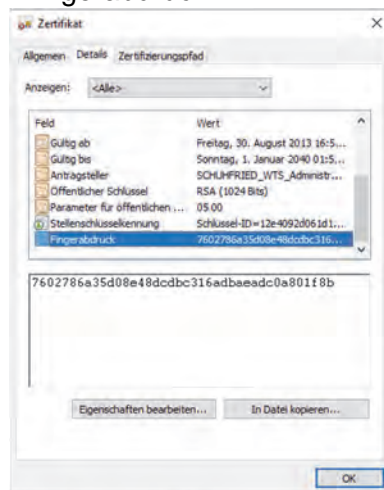 Zertifikat
Allgemein Details Zertifizierungspfad
Anzeigen: <Alle>
Feld Wert
Gültig ab Freitag, 30. August 2013 16:5...
Gültig bis Sonntag, 1. Januar 2040 01:5...
Antragsteller SCHUHFRIED_WTS_Administr...
Öffentlicher Schlüssel RSA (1024 Bits)
Parameter für öffentlichen ... 05 00
Stellenschlüsselkennung Schlüssel-ID=12e4092d061d1...
Fingerabdruck 7602786a35d08e48dcdbc316...
7602786a35d08e48dcdbc316adbaeadc0a801f8b
Eigenschaften bearbeiten... In Datei kopieren...
OK